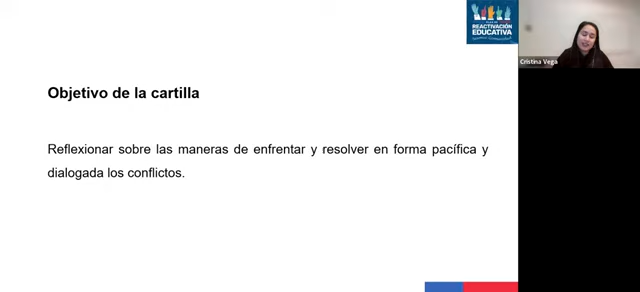 REACTIVACIÓN
EDUCATIVA
Cristina Vega
Objetivo de la cartilla
Reflexionar sobre las maneras de enfrentar y resolver en forma pacífica y
dialogada los conflictos.